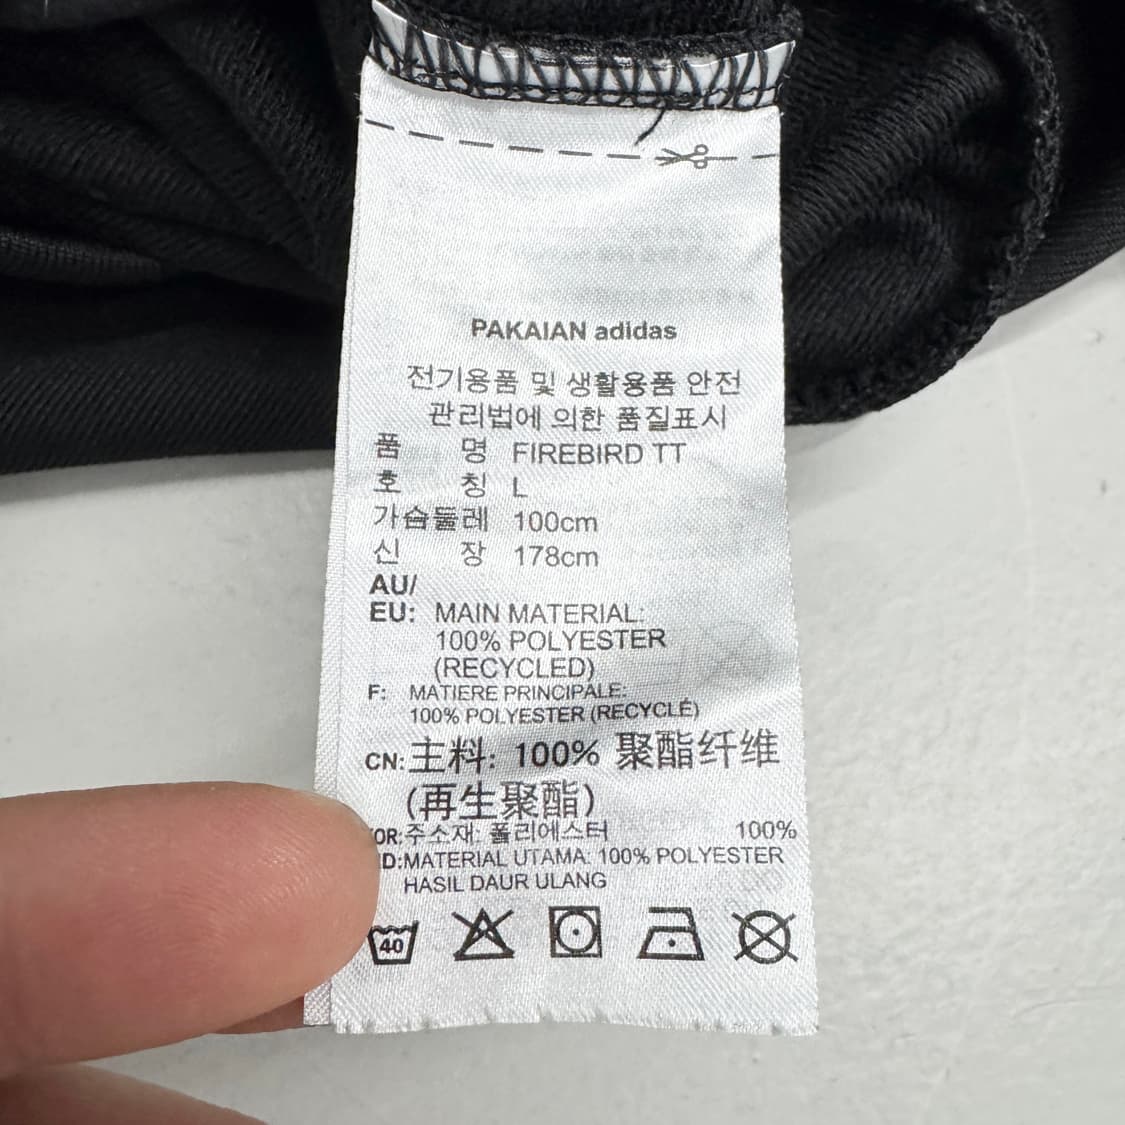 PAKAIAN adidas
전기용품 및 생활용품 안전
관리법에 의한 품질표시
품 명 FIREBIRD TT
호 칭 L
가슴둘레 100cm
신 장 178cm
AU/
EU: MAIN MATERIAL:
100% POLYESTER
(RECYCLED)
F: MATIERE PRINCIPALE:
100% POLYESTER (RECYCLÉ)
CN: 主料: 100% 聚酯纤维
(再生聚酯)
OR: 주소재: 폴리에스터 100%
D: MATERIAL UTAMA: 100% POLYESTER
HASIL DAUR ULANG
40